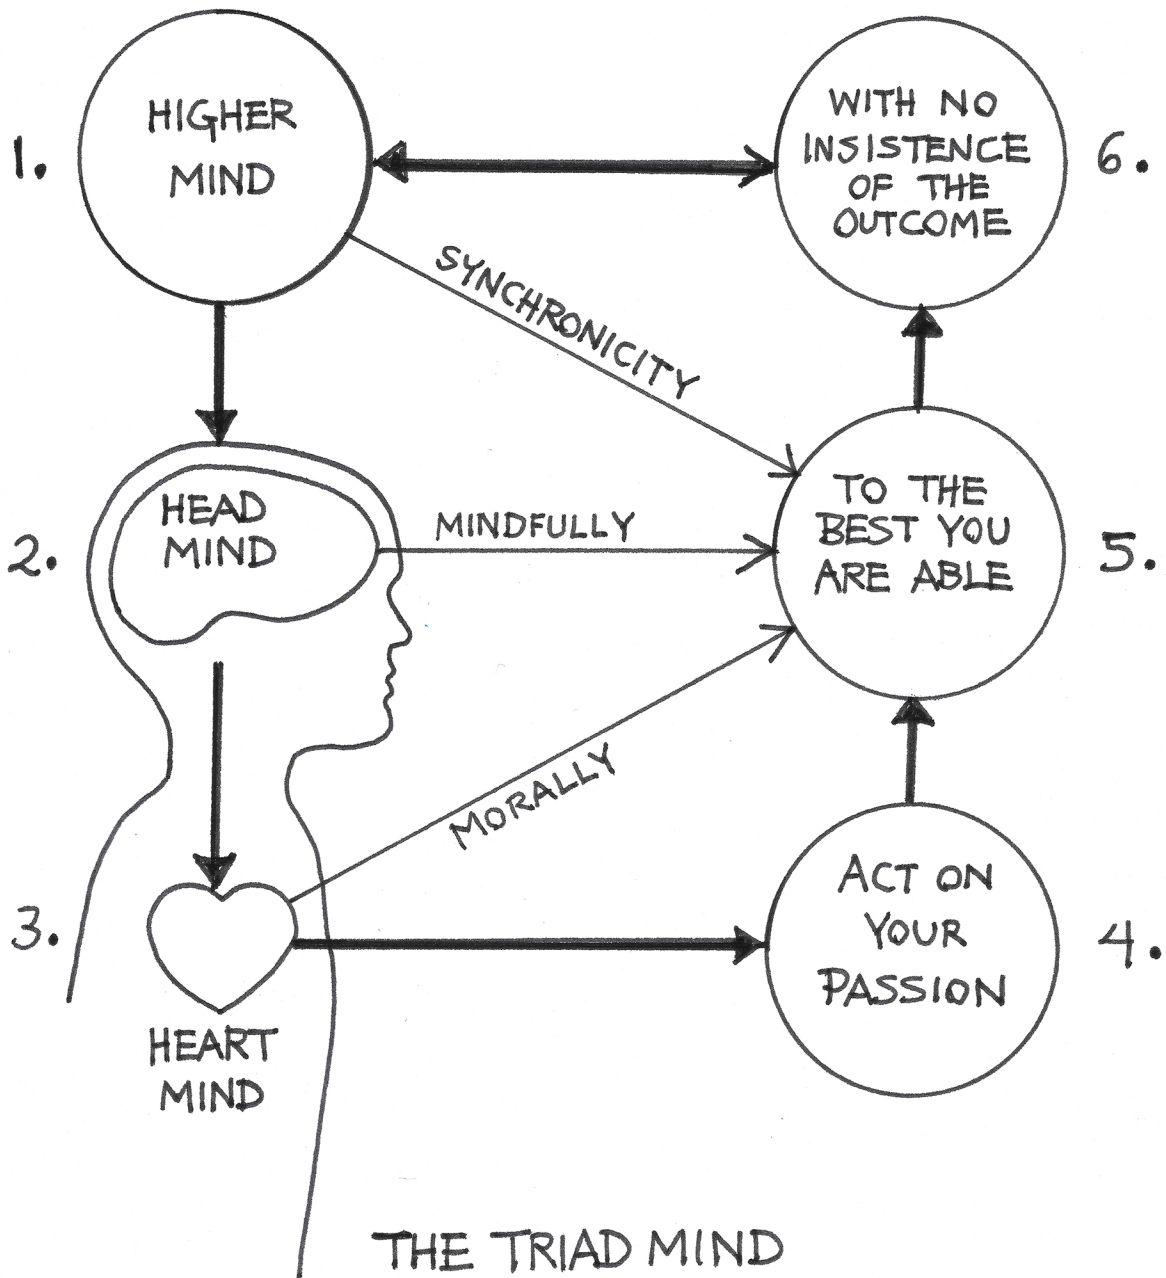 1.
HIGHER
MIND
WITH NO
INSISTENCE
OF THE
OUTCOME
6.
SYNCHRONICITY
2.
HEAD
MIND
MINDFULLY
TO THE
BEST YOU
ARE ABLE
5.
MORALLY
3.
HEART
MIND
ACT ON
YOUR
PASSION
4.
THE TRIAD MIND